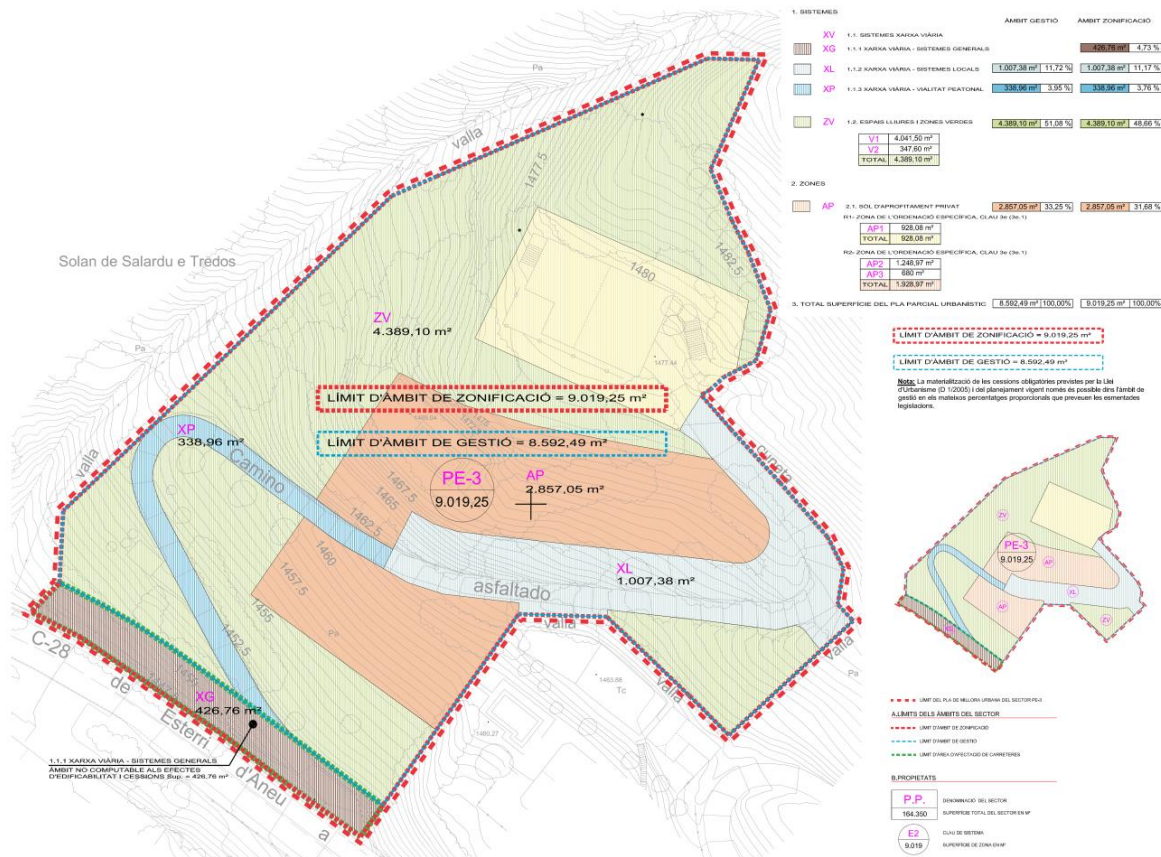 1. SISTEMES
ÀMBIT GESTIÓ ÀMBIT ZONIFICACIÓ
XV 1.1. SISTEMES XARXA VIÀRIA
XG 1.1.1 XARXA VIÀRIA - SISTEMES GENERALS 426,76 m² 4,73 %
XL 1.1.2 XARXA VIÀRIA - SISTEMES LOCALS 1.007,38 m² 11,72 % 1.007,38 m² 11,17 %
XP 1.1.3 XARXA VIÀRIA - VIALITAT PEATONAL 338,96 m² 3,95 % 338,96 m² 3,76 %
ZV 1.2. ESPAIS LLIURES I ZONES VERDES 4.389,10 m² 51,08 % 4.389,10 m² 48,66 %
V1 4.041,50 m²
V2 347,60 m²
TOTAL 4.389,10 m²
2. ZONES
AP 2.1. SÒL D'APROFITAMENT PRIVAT 2.857,05 m² 33,25 % 2.857,05 m² 31,68 %
R1- ZONA DE L'ORDENACIÓ ESPECÍFICA, CLAU 3e (3e.1)
AP1 928,08 m²
TOTAL 928,08 m²
R2- ZONA DE L'ORDENACIÓ ESPECÍFICA, CLAU 3e (3e.1)
AP2 1.248,97 m²
AP3 680 m²
TOTAL 1.928,97 m²
3. TOTAL SUPERFÍCIE DEL PLA PARCIAL URBANÍSTIC 8.592,49 m² 100,00% 9.019,25 m² 100,00%
LÍMIT D'ÀMBIT DE ZONIFICACIÓ = 9.019,25 m²
LÍMIT D'ÀMBIT DE GESTIÓ = 8.592,49 m²
Nota: La materialització de les cessions obligatòries previstes per la Llei
d'Urbanisme (D 1/2005) i del planejament vigent només és possible dins l'àmbit de
gestió en els mateixos percentatges proporcionals que preveuen les esmentades
legislacions.
Pa
valla
1477.5
1482.5
1480
Solan de Salardu e Tredos
ZV
4.389,10 m²
Pa
1477.44
LÍMIT D'ÀMBIT DE ZONIFICACIÓ = 9.019,25 m²
LÍMIT D'ÀMBIT DE GESTIÓ = 8.592,49 m²
XP
338,96 m²
valla
Camino
cuneta
PE-3
9.019,25
AP
2.857,05 m²
1467.5
1465
1462.5
1460
1457.5
1455
1452.5
XL
1.007,38 m²
asfaltado
Pa
valla
valla
valla
Pa
1463.88
Tc
1460.27
C-28
de
Esterri
d'Aneu
a
XG
426,76 m²
1.1.1 XARXA VIÀRIA - SISTEMES GENERALS
ÀMBIT NO COMPUTABLE ALS EFECTES
D'EDIFICABILITAT I CESSIONS Sup. = 426,76 m²
ZV
PE-3
9.019,25
AP
AP
XL
ZV
XG
LÍMIT DEL PLA DE MILLORA URBANA DEL SECTOR PE-3
A.LÍMITS DELS ÀMBITS DEL SECTOR
LÍMIT D'ÀMBIT DE ZONIFICACIÓ
LÍMIT D'ÀMBIT DE GESTIÓ
LÍMIT D'ÀREA D'AFECTACIÓ DE CARRETERES
B.PROPIETATS
P.P. DENOMINACIÓ DEL SECTOR
164.350 SUPERFÍCIE TOTAL DEL SECTOR EN M²
E2 CLAU DE SISTEMA
9.019 SUPERFÍCIE DE ZONA EN M²